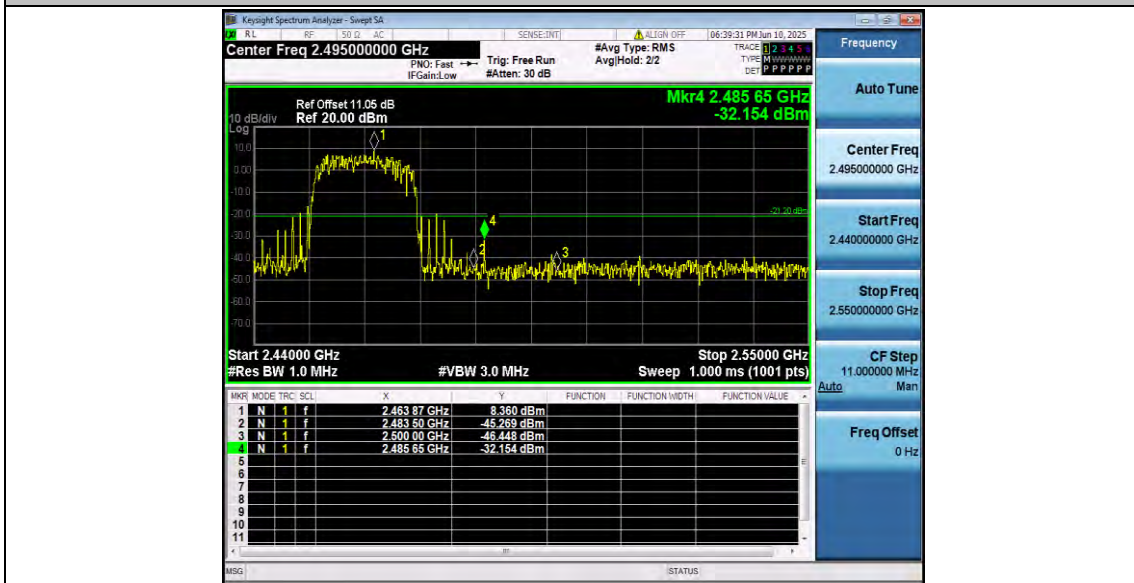 Keysight Spectrum Analyzer - Swept SA
RL RF 50 Ω AC SENSE:INT ALIGN OFF 06:39:31 PM Jun 10, 2025
Center Freq 2.495000000 GHz
PNO: Fast
IFGain:Low
Trig: Free Run
#Atten: 30 dB
#Avg Type: RMS
Avg|Hold: 2/2
TRACE 1 2 3 4 5 6
TYPE M
DET P P P P P P
Mkr4 2.485 65 GHz
-32.154 dBm
Ref Offset 11.05 dB
10 dB/div Ref 20.00 dBm
Log
10.0
0.00
-10.0
-20.0
-30.0
-40.0
-50.0
-60.0
-70.0
1
2
3
4
-21.20 dBm
Start 2.44000 GHz Stop 2.55000 GHz
#Res BW 1.0 MHz #VBW 3.0 MHz Sweep 1.000 ms (1001 pts)
MKR MODE TRC SCL X Y FUNCTION FUNCTION WIDTH FUNCTION VALUE
1 N 1 f 2.463 87 GHz 8.360 dBm
2 N 1 f 2.483 50 GHz -45.269 dBm
3 N 1 f 2.500 00 GHz -46.448 dBm
4 N 1 f 2.485 65 GHz -32.154 dBm
5
6
7
8
9
10
11
MSG STATUS
Frequency
Auto Tune
Center Freq
2.495000000 GHz
Start Freq
2.440000000 GHz
Stop Freq
2.550000000 GHz
CF Step
11.000000 MHz
Auto Man
Freq Offset
0 Hz